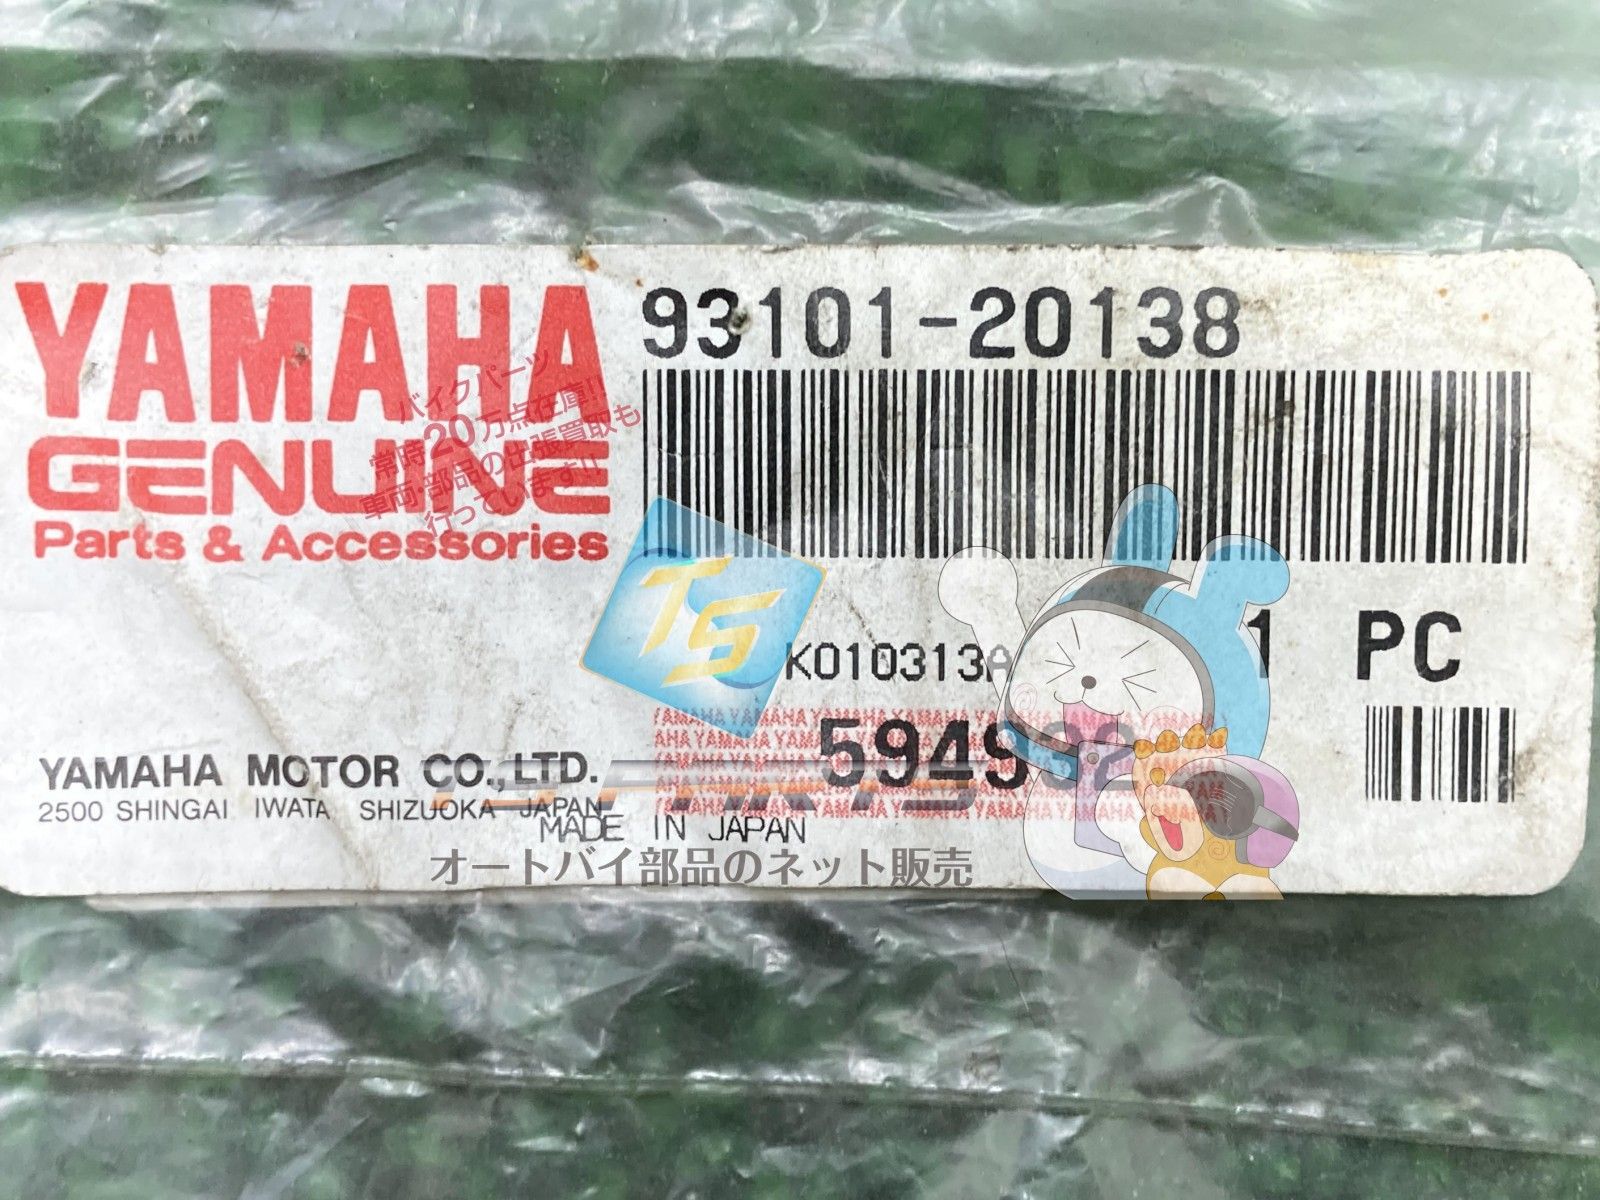 YAMAHA
GENUINE
Parts & Accessories
93101-20138
バイクパーツ
常時20万点在庫!!
車両・部品の出張買取も
行っています!!
TS
1 PC
K010313A
YAMAHA MOTOR CO., LTD.
2500 SHINGAI IWATA SHIZUOKA JAPAN
MADE IN JAPAN
オートバイ部品のネット販売